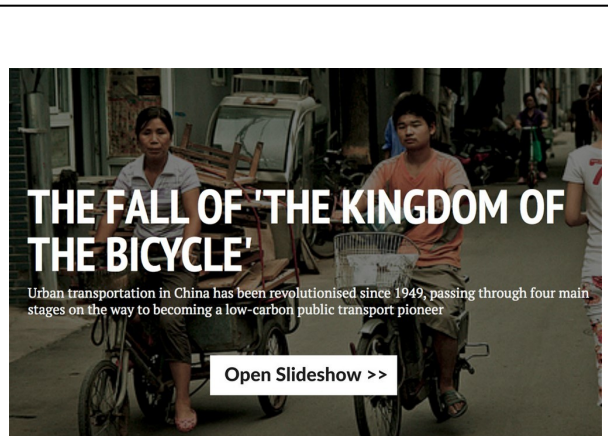 THE FALL OF 'THE KINGDOM OF
THE BICYCLE'
Urban transportation in China has been revolutionised since 1949, passing through four main
stages on the way to becoming a low-carbon public transport pioneer
Open Slideshow >>
7